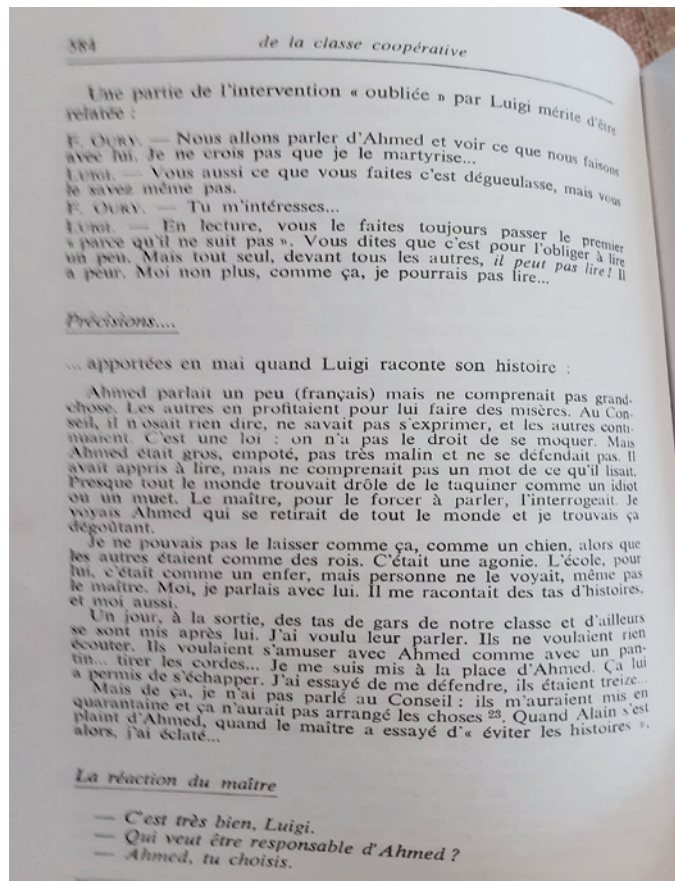 384
de la classe coopérative
Une partie de l'intervention « oubliée » par Luigi mérite d'être
relatée :
F. OURY. — Nous allons parler d'Ahmed et voir ce que nous faisons
avec lui. Je ne crois pas que je le martyrise...
LUIGI. — Vous aussi ce que vous faites c'est dégueulasse, mais vous
le savez même pas.
F. OURY. — Tu m'intéresses...
LUIGI. — En lecture, vous le faites toujours passer le premier
« parce qu'il ne suit pas ». Vous dites que c'est pour l'obliger à lire
un peu. Mais tout seul, devant tous les autres, il peut pas lire ! Il
a peur. Moi non plus, comme ça, je pourrais pas lire...
Précisions....
... apportées en mai quand Luigi raconte son histoire :
Ahmed parlait un peu (français) mais ne comprenait pas grand-
chose. Les autres en profitaient pour lui faire des misères. Au Con-
seil, il n'osait rien dire, ne savait pas s'exprimer, et les autres conti-
nuaient. C'est une loi : on n'a pas le droit de se moquer. Mais
Ahmed était gros, empoté, pas très malin et ne se défendait pas. Il
avait appris à lire, mais ne comprenait pas un mot de ce qu'il lisait.
Presque tout le monde trouvait drôle de le taquiner comme un idiot
ou un muet. Le maître, pour le forcer à parler, l'interrogeait. Je
voyais Ahmed qui se retirait de tout le monde et je trouvais ça
dégoûtant.
Je ne pouvais pas le laisser comme ça, comme un chien, alors que
les autres étaient comme des rois. C'était une agonie. L'école, pour
lui, c'était comme un enfer, mais personne ne le voyait, même pas
le maître. Moi, je parlais avec lui. Il me racontait des tas d'histoires,
et moi aussi.
Un jour, à la sortie, des tas de gars de notre classe et d'ailleurs
se sont mis après lui. J'ai voulu leur parler. Ils ne voulaient rien
écouter. Ils voulaient s'amuser avec Ahmed comme avec un pan-
tin... tirer les cordes... Je me suis mis à la place d'Ahmed. Ça lui
a permis de s'échapper. J'ai essayé de me défendre, ils étaient treize...
Mais de ça, je n'ai pas parlé au Conseil : ils m'auraient mis en
quarantaine et ça n'aurait pas arrangé les choses 23. Quand Alain s'est
plaint d'Ahmed, quand le maître a essayé d'« éviter les histoires »,
alors, j'ai éclaté...
La réaction du maître
— C'est très bien, Luigi.
— Qui veut être responsable d'Ahmed ?
— Ahmed, tu choisis.